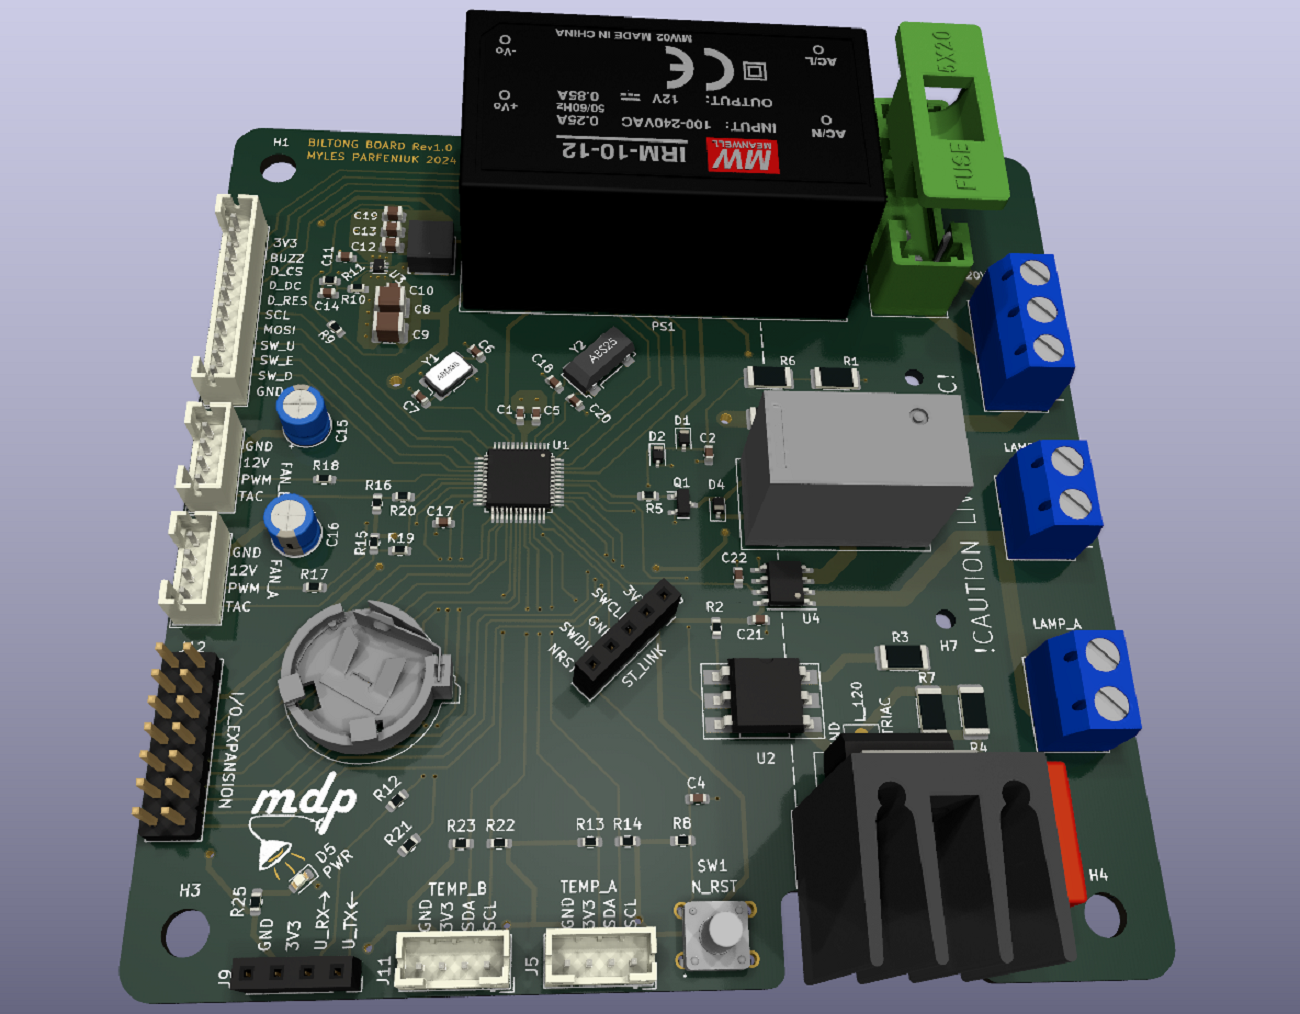 MW02 MADE IN CHINA
-Vo
AC/L
CE
+Vo
0.85A
12V
OUTPUT:
50/60Hz
0.25A
100-240VAC
INPUT:
AC/N
IRM-10-12
MW
MEANWELL
5X20
FUSE
H1
BILTONG BOARD Rev1.0
MYLES PARFENIUK 2024
C19
C13
C12
C11
R11
U3
R10
C14
R9
C10
C8
C9
3V3
BUZZ
D_CS
D_DC
D_RES
SCL
MOSI
SW_U
SW_E
SW_D
GND
PS1
Y1
C6
C7
Y2
ABS25
C18
C20
C1
C5
U1
R6
R1
C!
D1
D2
C2
Q1
R5
D4
C15
+
GND
12V
PWM
TAC
R18
R16
R20
C17
R15
R19
C16
GND
12V
PWM
TAC
FAN_A
R17
C22
U4
C21
R2
!CAUTION
H7
LAMP_A
R3
R7
R4
TRIAC
U2
SWDI
NRST
ST_LINK
I/O_EXPANSION
mdp
D5
PWR
R12
R21
R23
R22
R13
R14
R8
C4
SW1
N_RST
H3
H4
R25
GND
3V3
U_RX→
U_TX←
J9
TEMP_B
GND
3V3
SDA
SCL
J11
TEMP_A
GND
3V3
SDA
SCL
J5